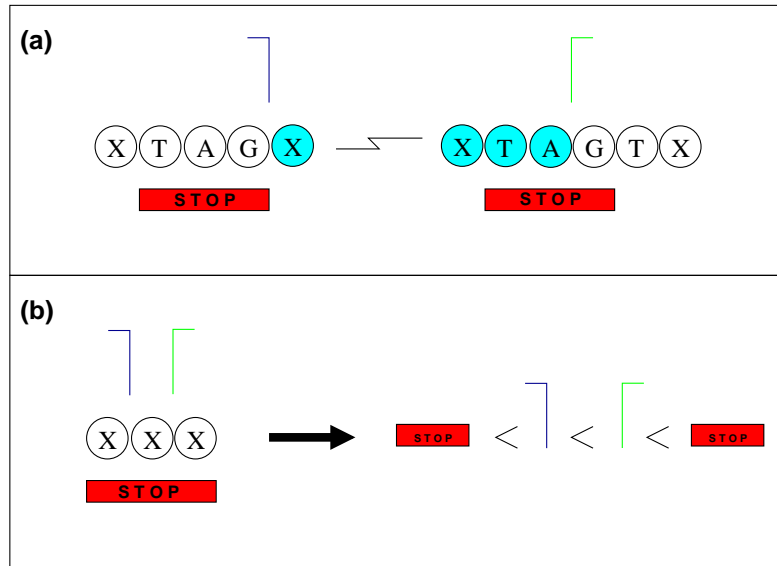 (a)
X T A G X X T A G T X
STOP STOP
(b)
X X X
STOP < < < STOP
STOP